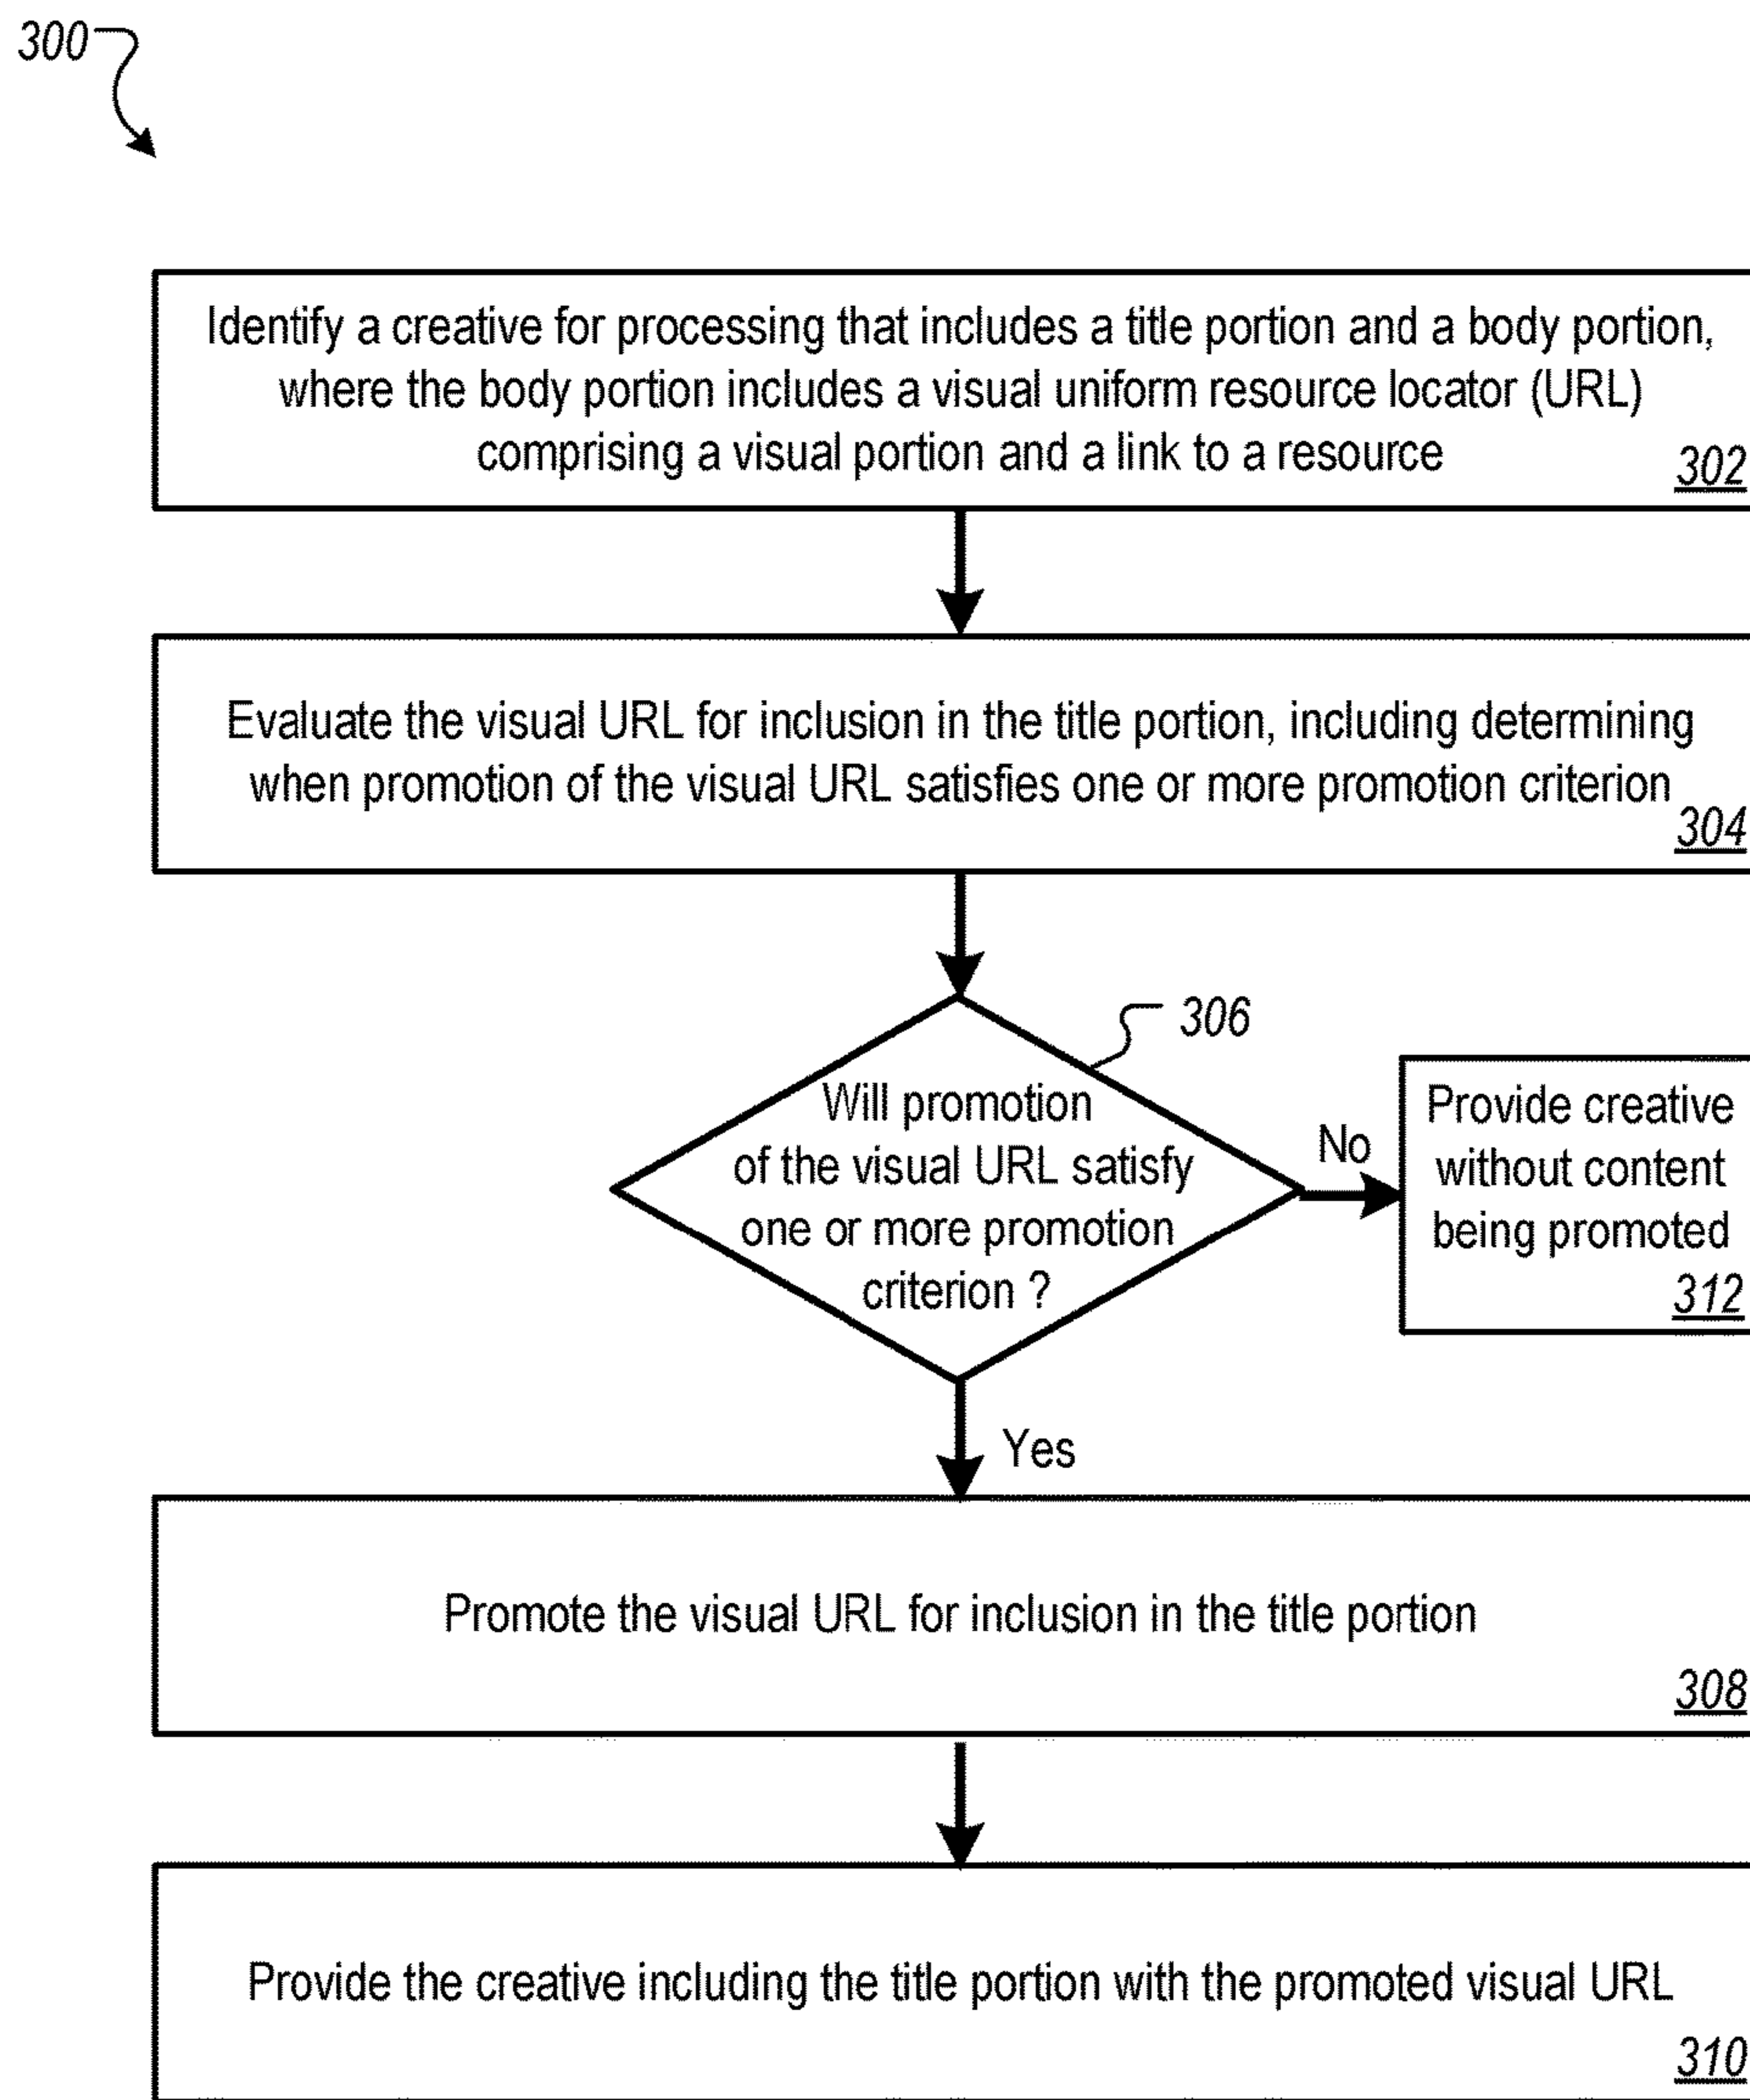 300
Identify a creative for processing that includes a title portion and a body portion,
where the body portion includes a visual uniform resource locator (URL)
comprising a visual portion and a link to a resource
302
Evaluate the visual URL for inclusion in the title portion, including determining
when promotion of the visual URL satisfies one or more promotion criterion
304
306
Will promotion
of the visual URL satisfy
one or more promotion
criterion ?
No
Provide creative
without content
being promoted
312
Yes
Promote the visual URL for inclusion in the title portion
308
Provide the creative including the title portion with the promoted visual URL
310